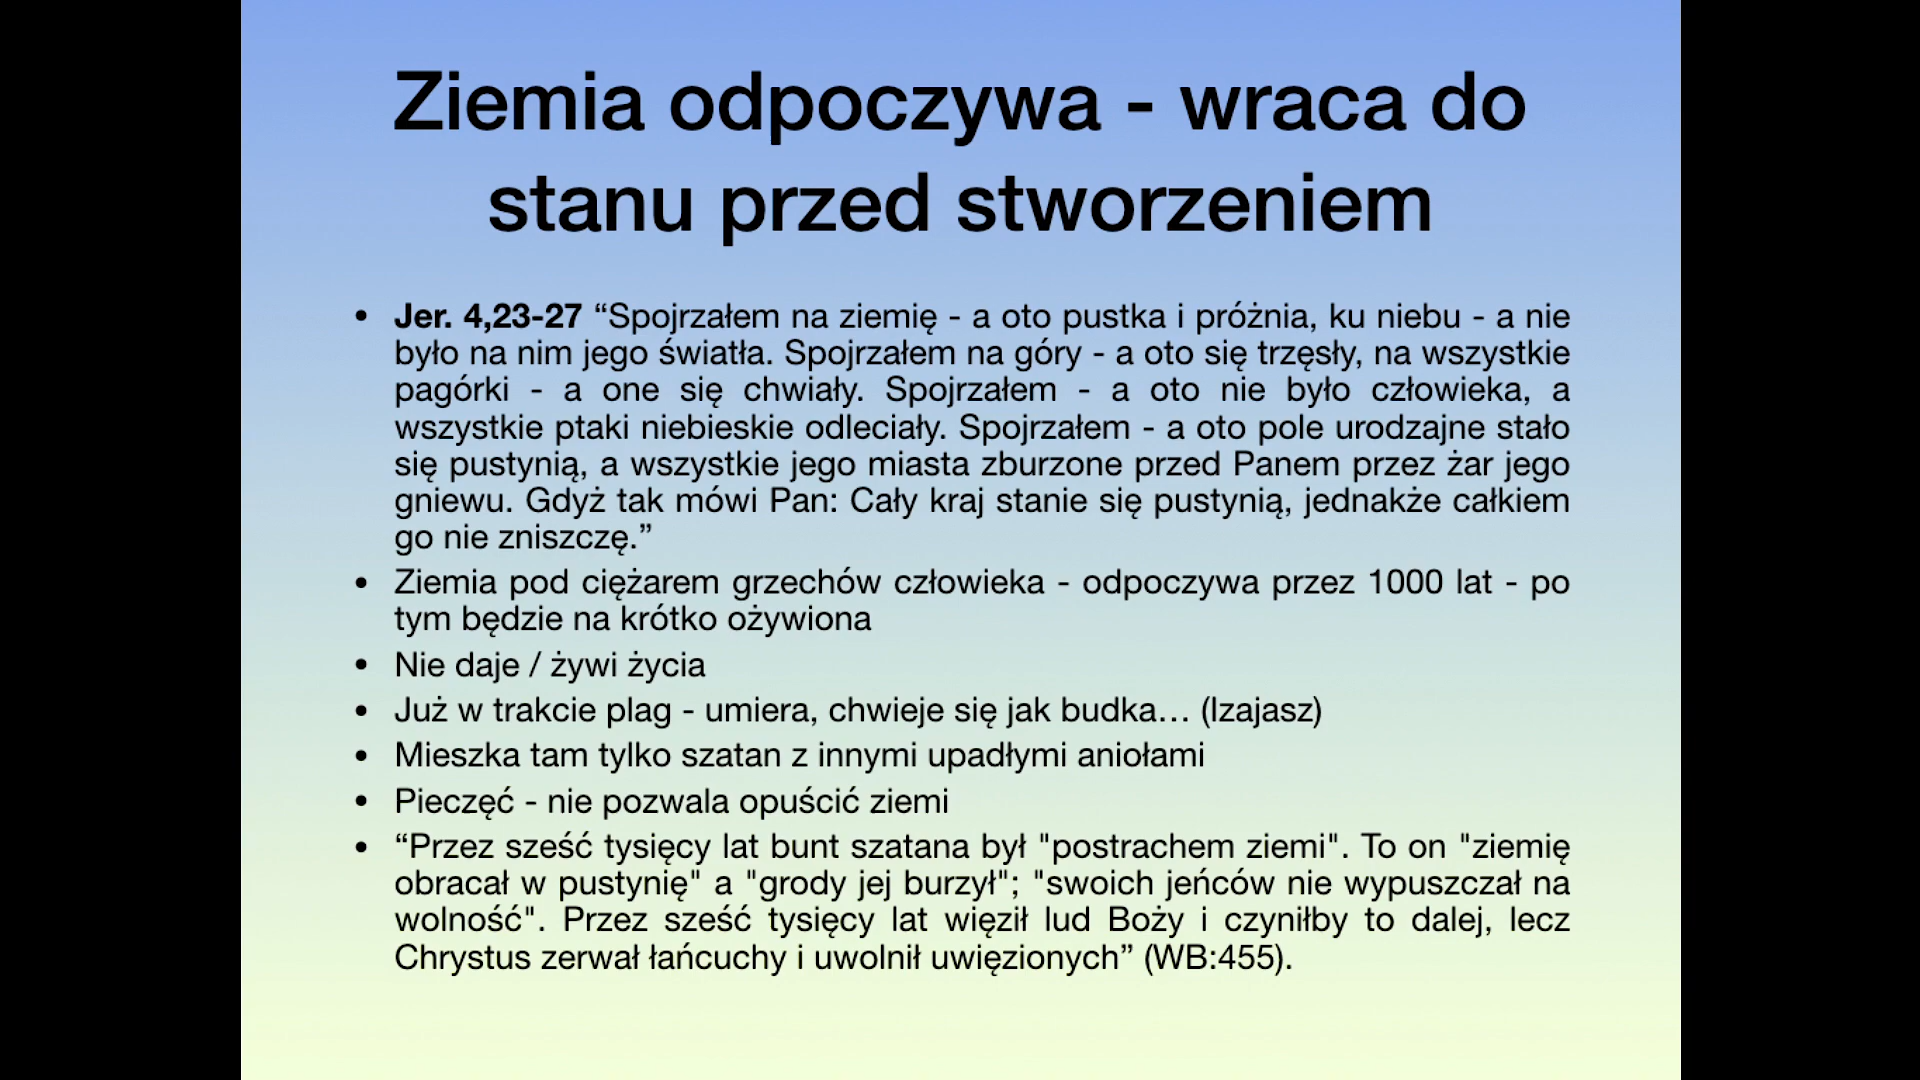 Ziemia odpoczywa - wraca do
stanu przed stworzeniem
• Jer. 4,23-27 “Spojrzałem na ziemię - a oto pustka i próżnia, ku niebu - a nie
było na nim jego światła. Spojrzałem na góry - a oto się trzęsły, na wszystkie
pagórki - a one się chwiały. Spojrzałem - a oto nie było człowieka, a
wszystkie ptaki niebieskie odleciały. Spojrzałem - a oto pole urodzajne stało
się pustynią, a wszystkie jego miasta zburzone przed Panem przez żar jego
gniewu. Gdyż tak mówi Pan: Cały kraj stanie się pustynią, jednakże całkiem
go nie zniszczę.”
• Ziemia pod ciężarem grzechów człowieka - odpoczywa przez 1000 lat - po
tym będzie na krótko ożywiona
• Nie daje / żywi życia
• Już w trakcie plag - umiera, chwieje się jak budka… (Izajasz)
• Mieszka tam tylko szatan z innymi upadłymi aniołami
• Pieczęć - nie pozwala opuścić ziemi
• “Przez sześć tysięcy lat bunt szatana był "postrachem ziemi". To on "ziemię
obracał w pustynię" a "grody jej burzył"; "swoich jeńców nie wypuszczał na
wolność". Przez sześć tysięcy lat więził lud Boży i czyniłby to dalej, lecz
Chrystus zerwał łańcuchy i uwolnił uwięzionych” (WB:455).